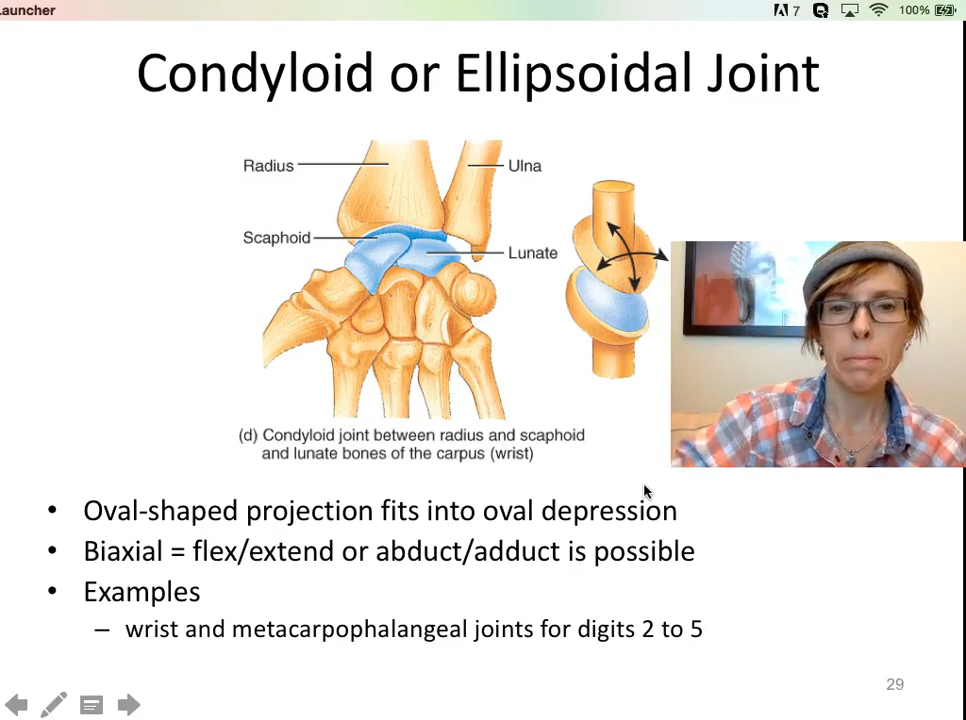 Launcher
7
100%
Condyloid or Ellipsoidal Joint
Radius
Ulna
Scaphoid
Lunate
(d) Condyloid joint between radius and scaphoid
and lunate bones of the carpus (wrist)
• Oval-shaped projection fits into oval depression
• Biaxial = flex/extend or abduct/adduct is possible
• Examples
– wrist and metacarpophalangeal joints for digits 2 to 5
29